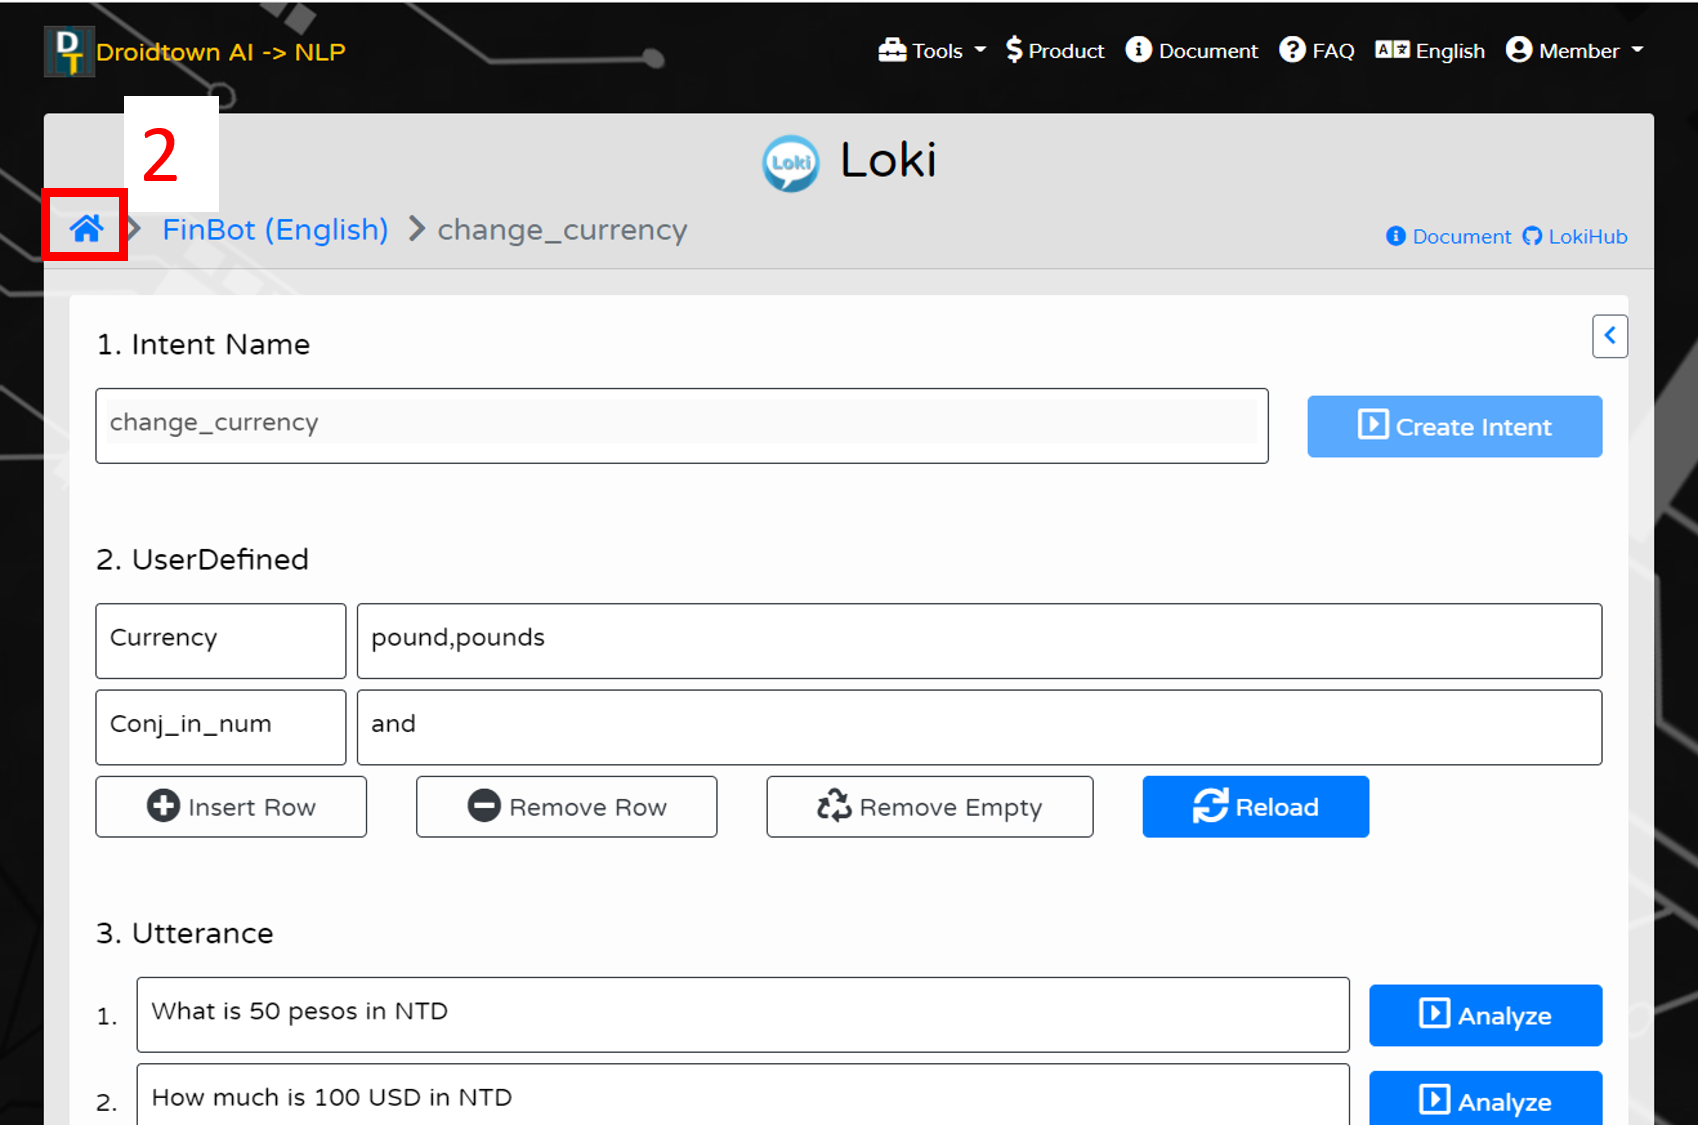 DT Droidtown AI -> NLP Tools $ Product Document FAQ English Member
2
Loki Loki
FinBot (English) > change_currency Document LokiHub
1. Intent Name
change_currency Create Intent
2. UserDefined
Currency pound,pounds
Conj_in_num and
Insert Row Remove Row Remove Empty Reload
3. Utterance
1. What is 50 pesos in NTD Analyze
2. How much is 100 USD in NTD Analyze